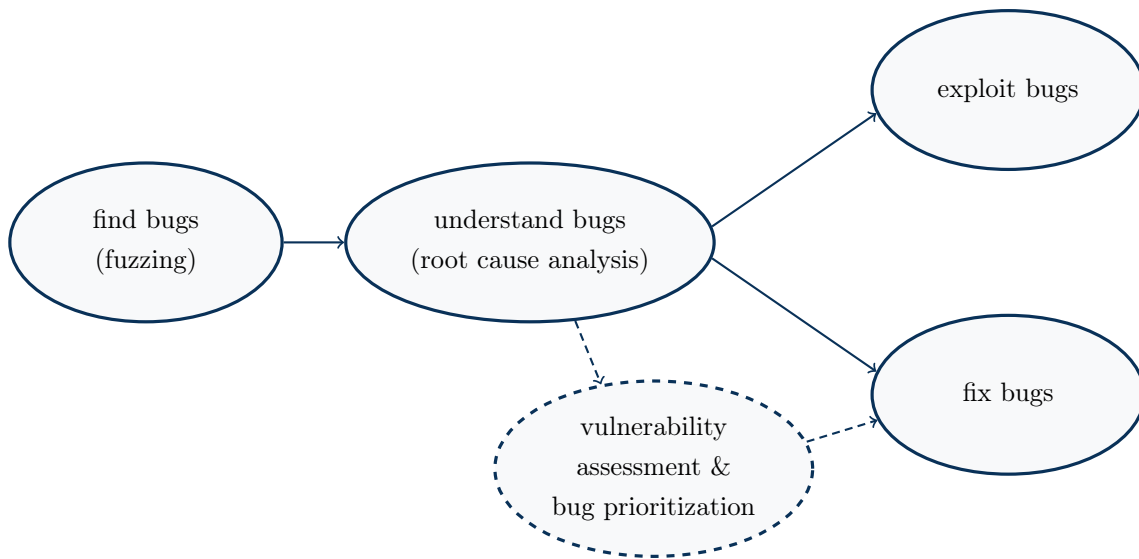 find bugs
(fuzzing)
understand bugs
(root cause analysis)
exploit bugs
fix bugs
vulnerability
assessment &
bug prioritization